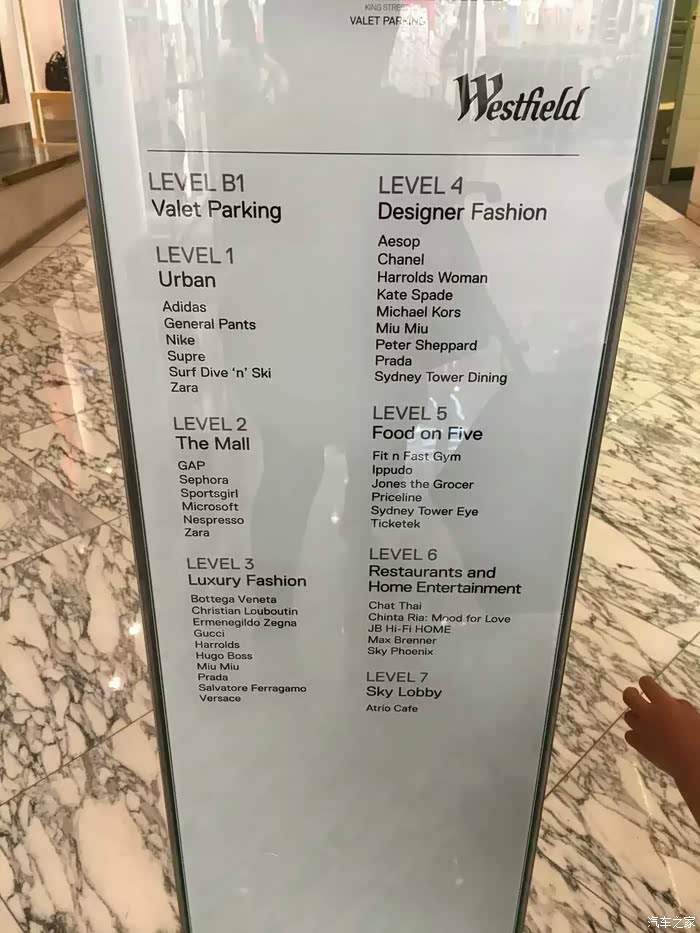 KING STREET
VALET PARKING
Westfield
LEVEL B1
Valet Parking
LEVEL 1
Urban
Adidas
General Pants
Nike
Supre
Surf Dive ‘n’ Ski
Zara
LEVEL 2
The Mall
GAP
Sephora
Sportsgirl
Microsoft
Nespresso
Zara
LEVEL 3
Luxury Fashion
Bottega Veneta
Christian Louboutin
Ermenegildo Zegna
Gucci
Harrolds
Hugo Boss
Miu Miu
Prada
Salvatore Ferragamo
Versace
LEVEL 4
Designer Fashion
Aesop
Chanel
Harrolds Woman
Kate Spade
Michael Kors
Miu Miu
Peter Sheppard
Prada
Sydney Tower Dining
LEVEL 5
Food on Five
Fit n Fast Gym
Ippudo
Jones the Grocer
Priceline
Sydney Tower Eye
Ticketek
LEVEL 6
Restaurants and
Home Entertainment
Chat Thai
Chinta Ria: Mood for Love
JB Hi-Fi HOME
Max Brenner
Sky Phoenix
LEVEL 7
Sky Lobby
Atrio Cafe
汽车之家